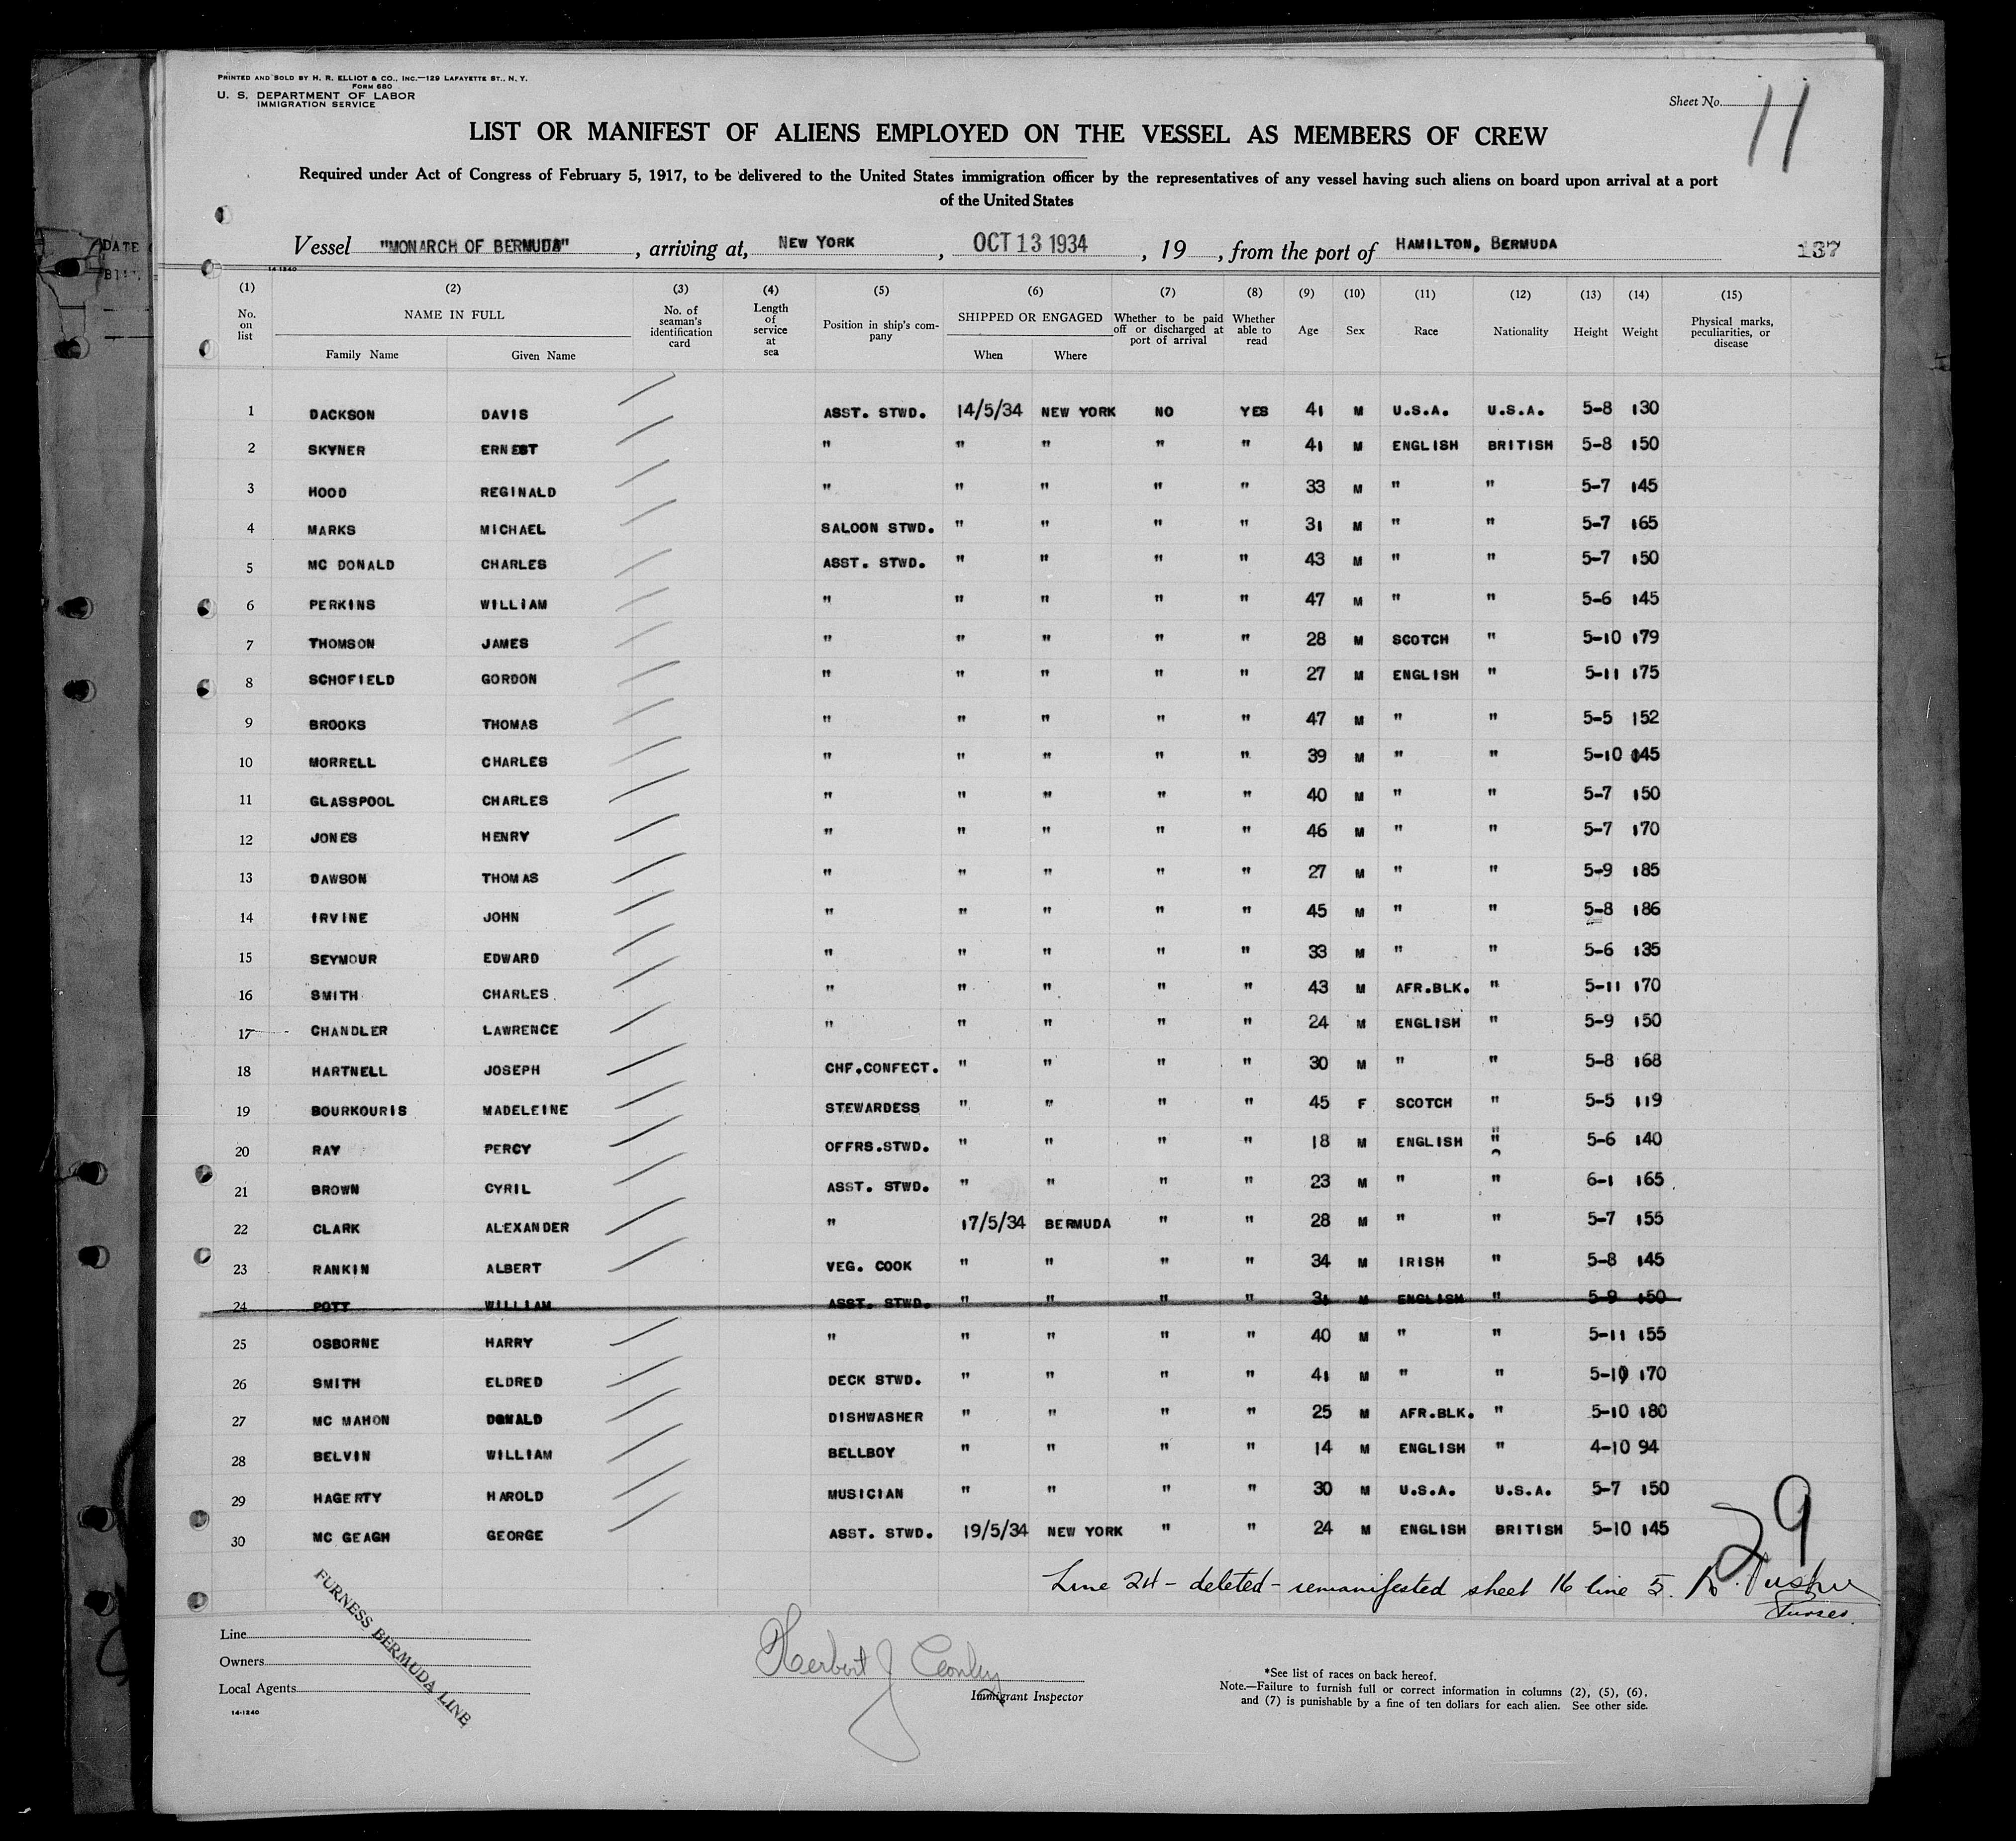 PRINTED AND SOLD BY H. R. ELLIOT & CO., INC.—129 LAFAYETTE ST., N. Y.
FORM 680
U. S. DEPARTMENT OF LABOR
IMMIGRATION SERVICE
Sheet No. 11
LIST OR MANIFEST OF ALIENS EMPLOYED ON THE VESSEL AS MEMBERS OF CREW
Required under Act of Congress of February 5, 1917, to be delivered to the United States immigration officer by the representatives of any vessel having such aliens on board upon arrival at a port
of the United States
Vessel "MONARCH OF BERMUDA", arriving at, NEW YORK, OCT 13 1934, 19 , from the port of HAMILTON, BERMUDA 137
14-1240
(1) (2) (3) (4) (5) (6) (7) (8) (9) (10) (11) (12) (13) (14) (15)
No. on list NAME IN FULL Family Name Given Name No. of seaman's identification card Length of service at sea Position in ship's company SHIPPED OR ENGAGED When Where Whether to be paid off or discharged at port of arrival Whether able to read Age Sex Race Nationality Height Weight Physical marks, peculiarities, or disease
1 DACKSON DAVIS ASST. STWD. 14/5/34 NEW YORK NO YES 41 M U.S.A. U.S.A. 5-8 130
2 SKYNER ERNEST " " " " " 41 M ENGLISH BRITISH 5-8 150
3 HOOD REGINALD " " " " " 33 M " " 5-7 145
4 MARKS MICHAEL SALOON STWD. " " " " 31 M " " 5-7 165
5 MC DONALD CHARLES ASST. STWD. " " " " 43 M " " 5-7 150
6 PERKINS WILLIAM " " " " " 47 M " " 5-6 145
7 THOMSON JAMES " " " " " 28 M SCOTCH " 5-10 179
8 SCHOFIELD GORDON " " " " " 27 M ENGLISH " 5-11 175
9 BROOKS THOMAS " " " " " 47 M " " 5-5 152
10 MORRELL CHARLES " " " " " 39 M " " 5-10 145
11 GLASSPOOL CHARLES " " " " " 40 M " " 5-7 150
12 JONES HENRY " " " " " 46 M " " 5-7 170
13 DAWSON THOMAS " " " " " 27 M " " 5-9 185
14 IRVINE JOHN " " " " " 45 M " " 5-8 186
15 SEYMOUR EDWARD " " " " " 33 M " " 5-6 135
16 SMITH CHARLES " " " " " 43 M AFR.BLK. " 5-11 170
17 CHANDLER LAWRENCE " " " " " 24 M ENGLISH " 5-9 150
18 HARTNELL JOSEPH CHF.CONFECT. " " " " 30 M " " 5-8 168
19 BOURKOURIS MADELEINE STEWARDESS " " " " 45 F SCOTCH " 5-5 119
20 RAY PERCY OFFRS.STWD. " " " " 18 M ENGLISH " 5-6 140
21 BROWN CYRIL ASST. STWD. " " " " 23 M " " 6-1 165
22 CLARK ALEXANDER " 17/5/34 BERMUDA " " 28 M " " 5-7 155
23 RANKIN ALBERT VEG. COOK " " " " 34 M IRISH " 5-8 145
24 POTT WILLIAM ASST. STWD. " " " " 31 M ENGLISH " 5-9 150
25 OSBORNE HARRY " " " " " 40 M " " 5-11 155
26 SMITH ELDRED DECK STWD. " " " " 41 M " " 5-10 170
27 MC MAHON DONALD DISHWASHER " " " " 25 M AFR.BLK. " 5-10 180
28 BELVIN WILLIAM BELLBOY " " " " 14 M ENGLISH " 4-10 94
29 HAGERTY HAROLD MUSICIAN " " " " 30 M U.S.A. U.S.A. 5-7 150
30 MC GEAGH GEORGE ASST. STWD. 19/5/34 NEW YORK " " 24 M ENGLISH BRITISH 5-10 145
29
Line 24 - deleted - remanifested sheet 16 line 5.
Purser.
Line
Owners
Local Agents
FURNESS BERMUDA LINE
14-1240
Herbert J
Immigrant Inspector
*See list of races on back hereof.
Note.—Failure to furnish full or correct information in columns (2), (5), (6),
and (7) is punishable by a fine of ten dollars for each alien. See other side.